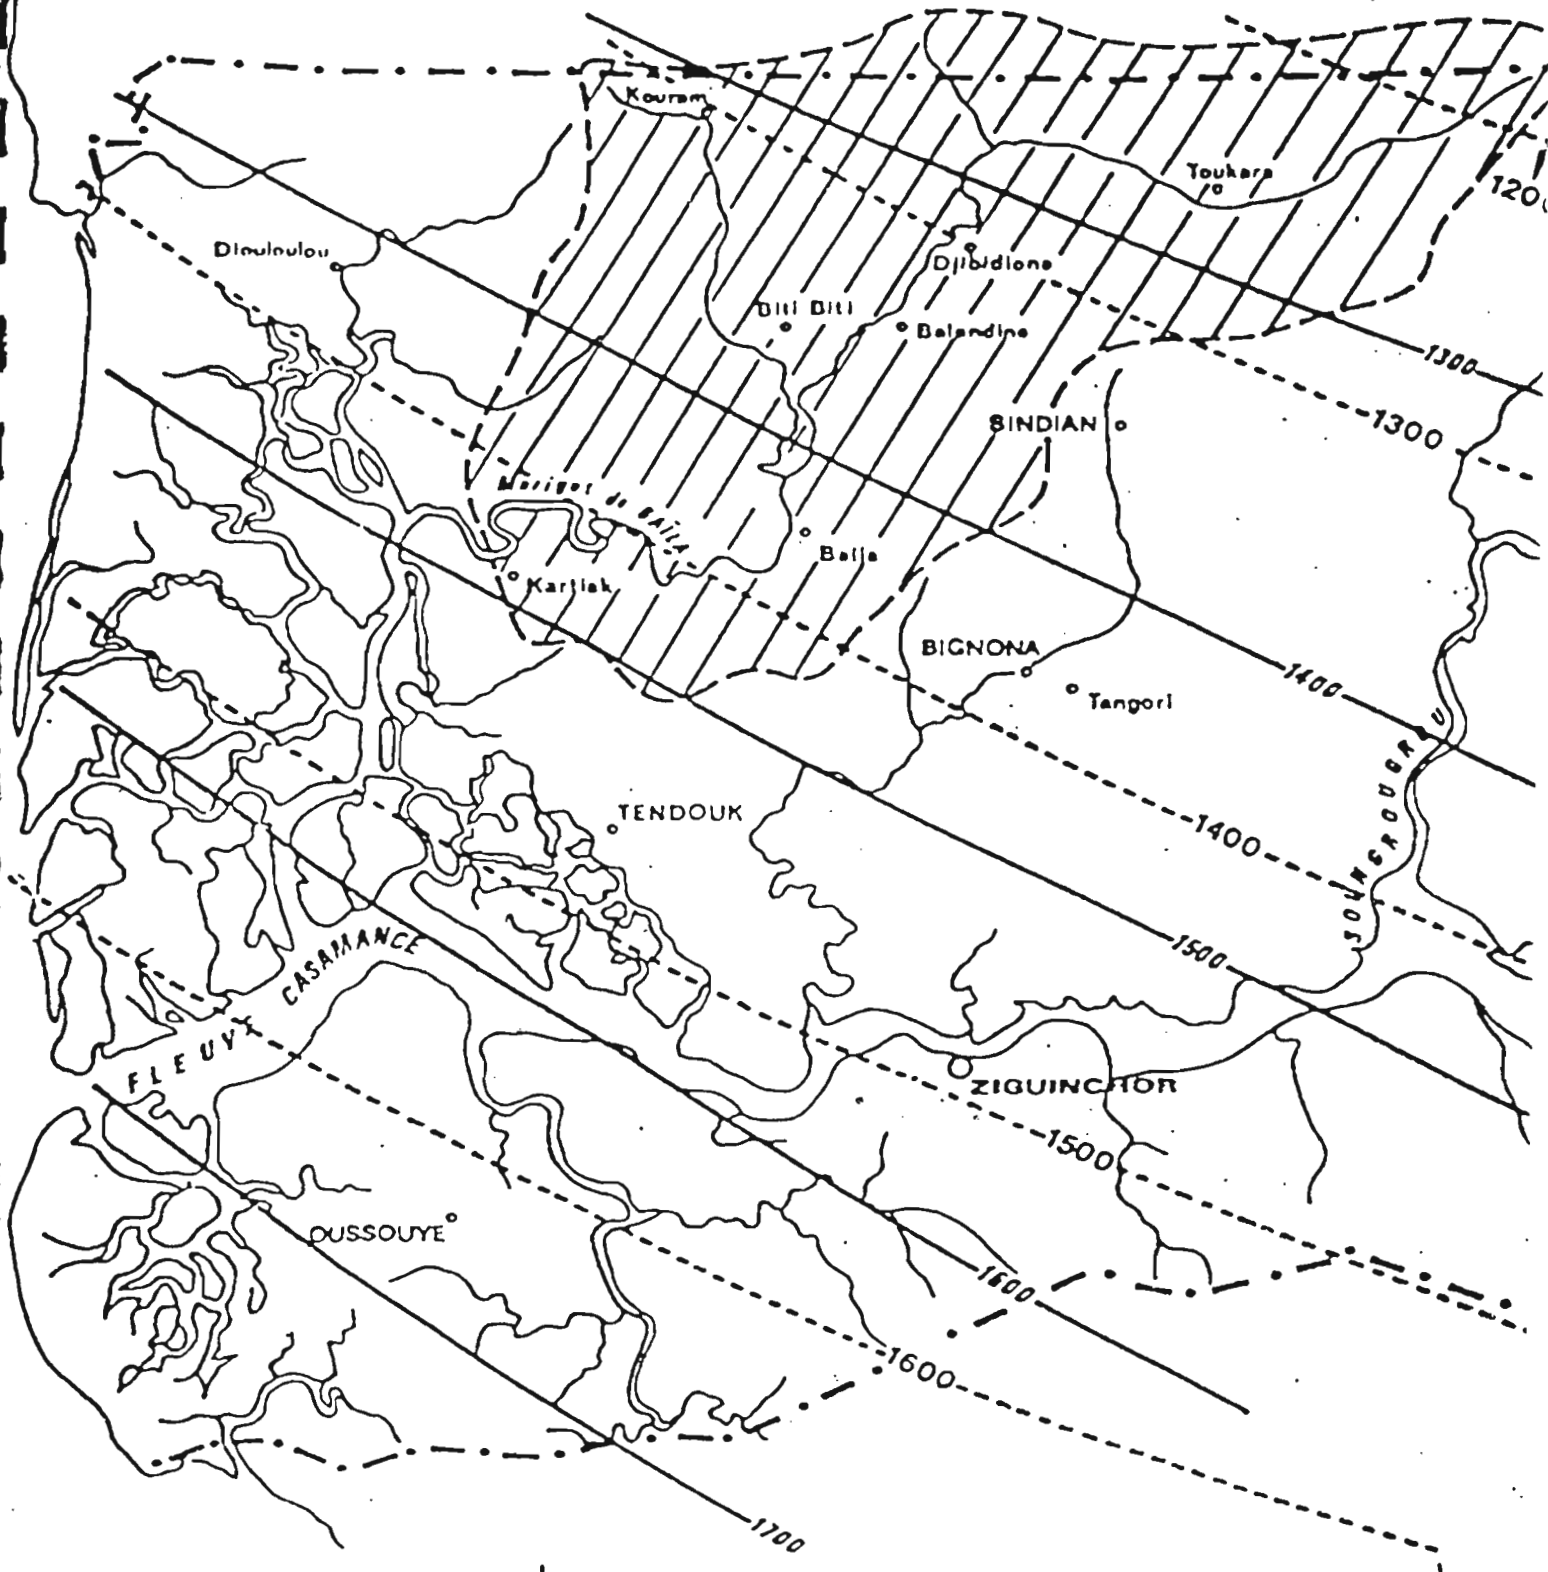 Kouram
Toukara
1200
Diouloulou
Djibidione
Diti Diti
Balandine
1300
1300
SINDIAN
Marigot de BAÏLA
Baila
Kartiak
BIGNONA
Tangori
1400
SOUNGROUGROU
TENDOUK
1400
1500
CASAMANCE
FLEUVE
ZIGUINCHOR
1500
OUSSOUYE
1600
1600
1700